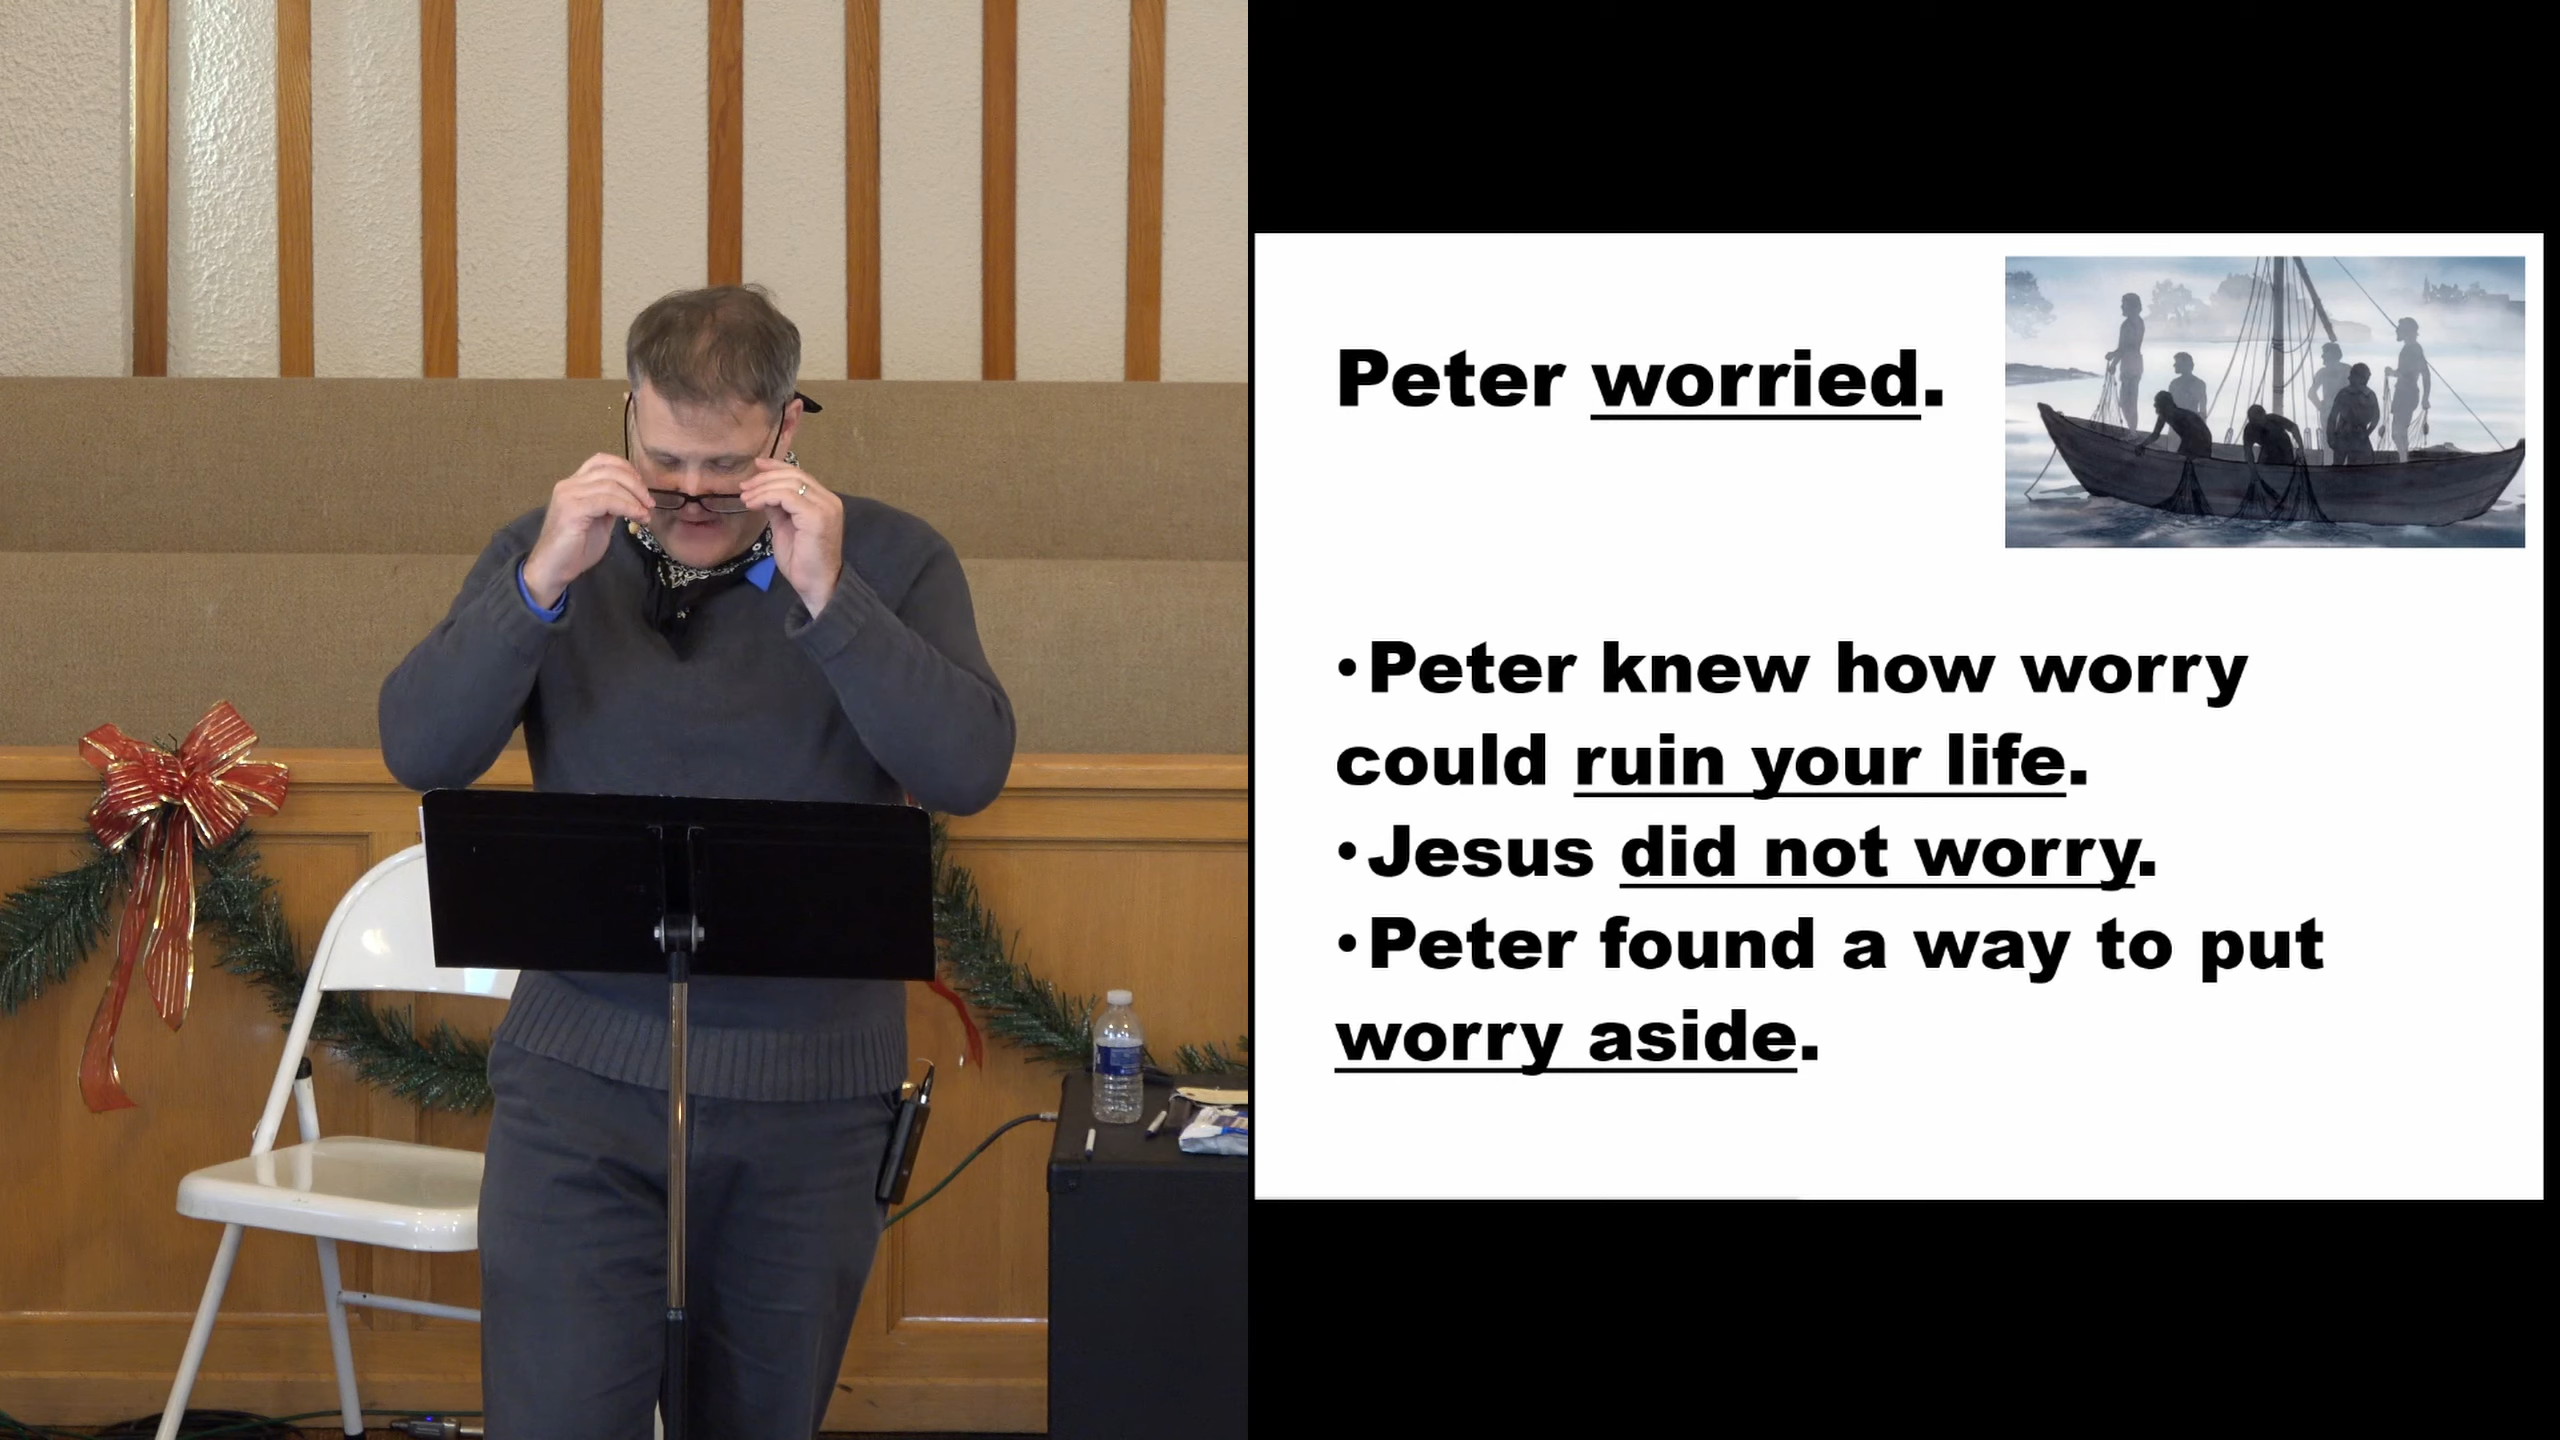 Peter worried.
•Peter knew how worry
could ruin your life.
•Jesus did not worry.
•Peter found a way to put
worry aside.